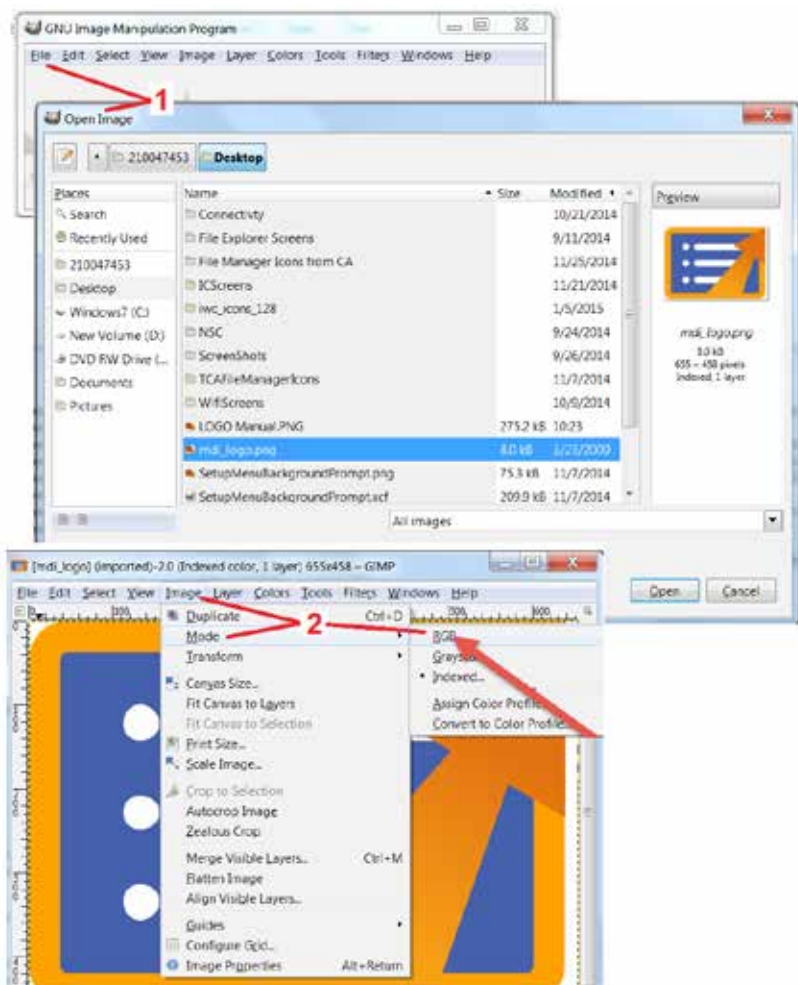 GNU Image Manipulation Program
File Edit Select View Image Layer Colors Tools Filters Windows Help
1
Open Image
210047453 Desktop
Places
Search
Recently Used
210047453
Desktop
Windows7 (C:)
New Volume (D:)
DVD RW Drive (...
Documents
Pictures
Name Size Modified
Connectivty 10/21/2014
File Explorer Screens 9/11/2014
File Manager Icons from CA 11/25/2014
ICScreens 11/21/2014
iwc_icons_128 1/5/2015
NSC 9/24/2014
ScreenShots 9/26/2014
TCAFileManagerIcons 11/7/2014
WifiScreens 10/9/2014
LOGO Manual.PNG 275.2 kB 10:23
mdi_logo.png 8.0 kB
SetupMenuBackgroundPrompt.png 75.3 kB 11/7/2014
SetupMenuBackgroundPrompt.xcf 209.9 kB 11/7/2014
Preview
mdi_logo.png
8.0 kB
655 × 458 pixels
Indexed, 1 layer
All images
Open Cancel
[mdi_logo] (imported)-2.0 (Indexed color, 1 layer) 655x458 – GIMP
File Edit Select View Image Layer Colors Tools Filters Windows Help
2
Duplicate Ctrl+D
Mode
Transform
Canvas Size...
Fit Canvas to Layers
Fit Canvas to Selection
Print Size...
Scale Image...
Crop to Selection
Autocrop Image
Zealous Crop
Merge Visible Layers... Ctrl+M
Flatten Image
Align Visible Layers...
Guides
Configure Grid...
Image Properties Alt+Return
RGB
Indexed...
Assign Color Profile...
Convert to Color Profile...